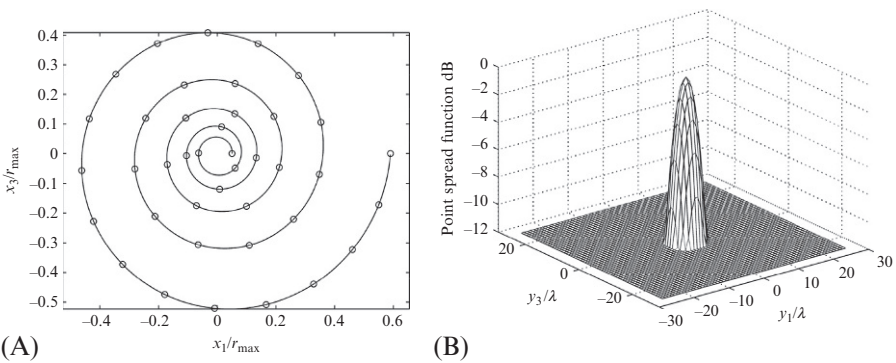 0.4
0.3
0.2
0.1
0
–0.1
–0.2
–0.3
–0.4
–0.5
x3/rmax
–0.4 –0.2 0 0.2 0.4 0.6
x1/rmax
(A)
0
–2
–4
–6
–8
–10
–12
Point spread function dB
20 0 –20
y3/λ
–30 –20 –10 0 10 20 30
y1/λ
(B)